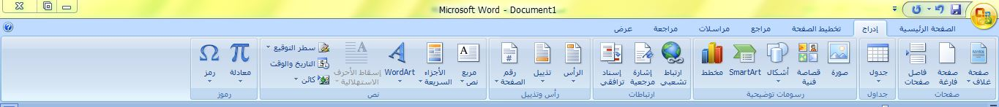 Microsoft Word - Document1
الصفحة الرئيسية إدراج تخطيط الصفحة مراجع مراسلات مراجعة عرض
صفحة غلاف
صفحة فارغة
فاصل صفحات
صفحات
جدول
جداول
صورة
قصاصة فنية
أشكال
SmartArt
مخطط
رسومات توضيحية
ارتباط تشعبي
إشارة مرجعية
إسناد ترافقي
ارتباطات
الرأس
تذييل
رقم الصفحة
رأس وتذييل
مربع نص
الأجزاء السريعة
WordArt
إسقاط الأحرف الاستهلالية
سطر التوقيع
التاريخ والوقت
كائن
نص
π
معادلة
Ω
رمز
رموز